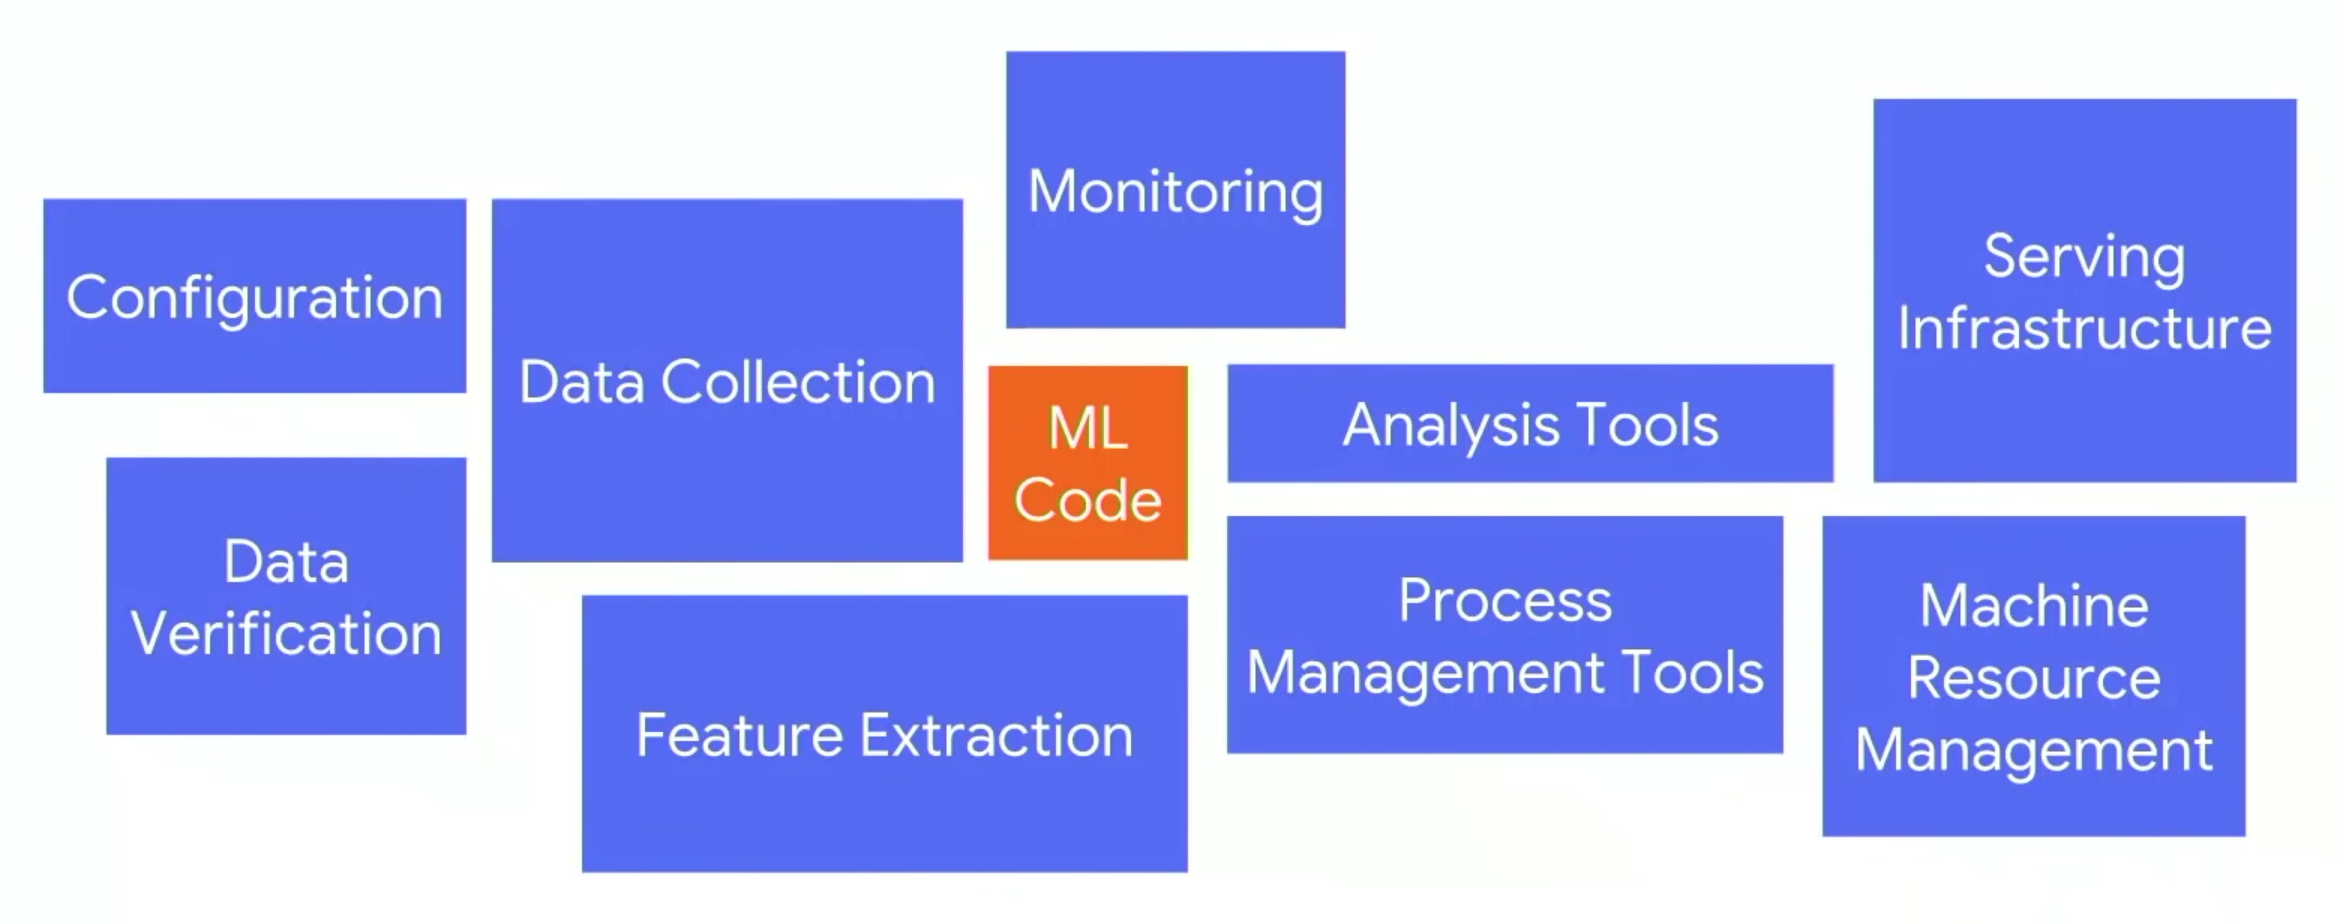 Monitoring
Configuration
Data Collection
Serving
Infrastructure
ML
Code
Analysis Tools
Data
Verification
Feature Extraction
Process
Management Tools
Machine
Resource
Management